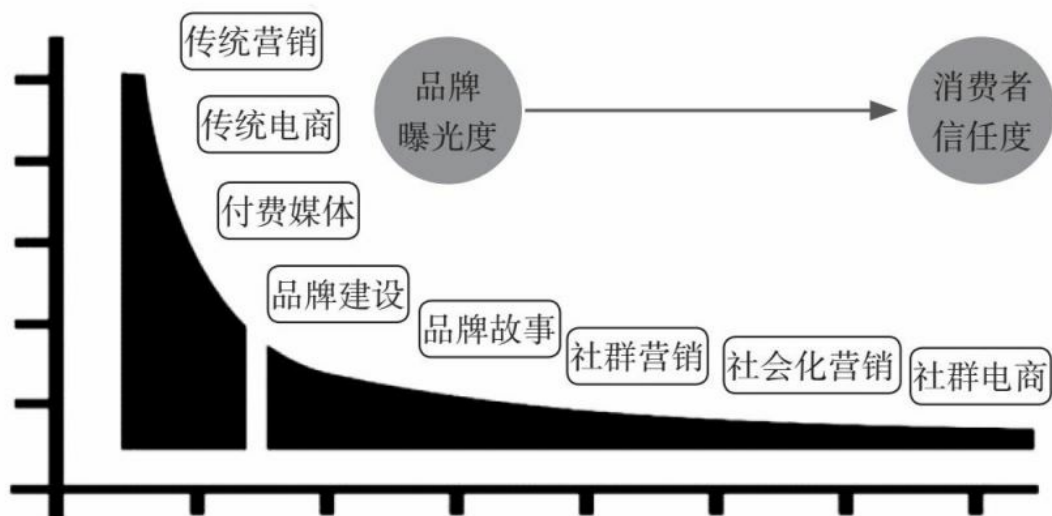 传统营销
品牌
曝光度
消费者
信任度
传统电商
付费媒体
品牌建设
品牌故事
社群营销
社会化营销
社群电商